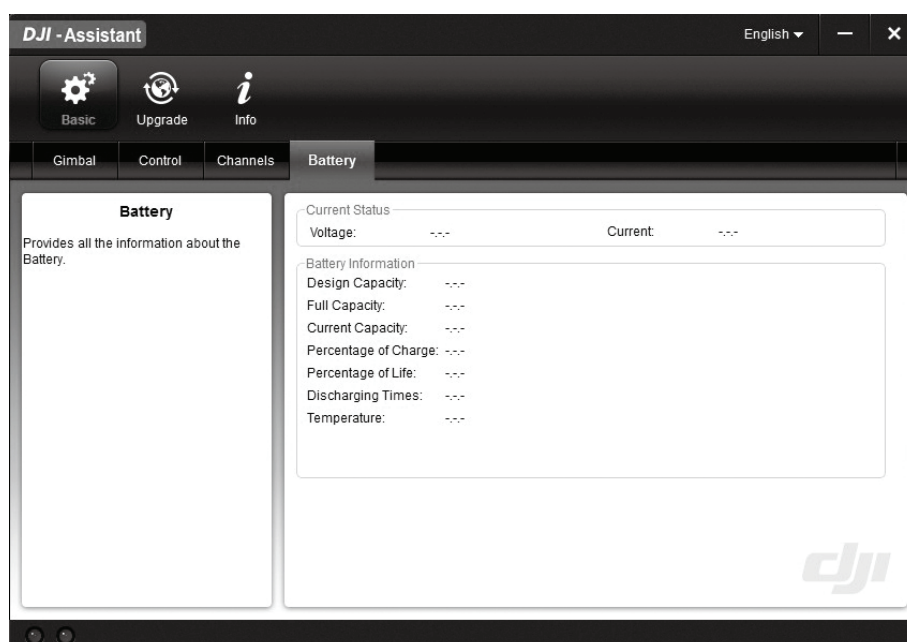 DJI - Assistant
English
Basic
Upgrade
Info
Gimbal
Control
Channels
Battery
Battery
Provides all the information about the
Battery.
Current Status
Voltage: -.-.- Current: -.-.-
Battery Information
Design Capacity: -.-.-
Full Capacity: -.-.-
Current Capacity: -.-.-
Percentage of Charge: -.-.-
Percentage of Life: -.-.-
Discharging Times: -.-.-
Temperature: -.-.-
dji